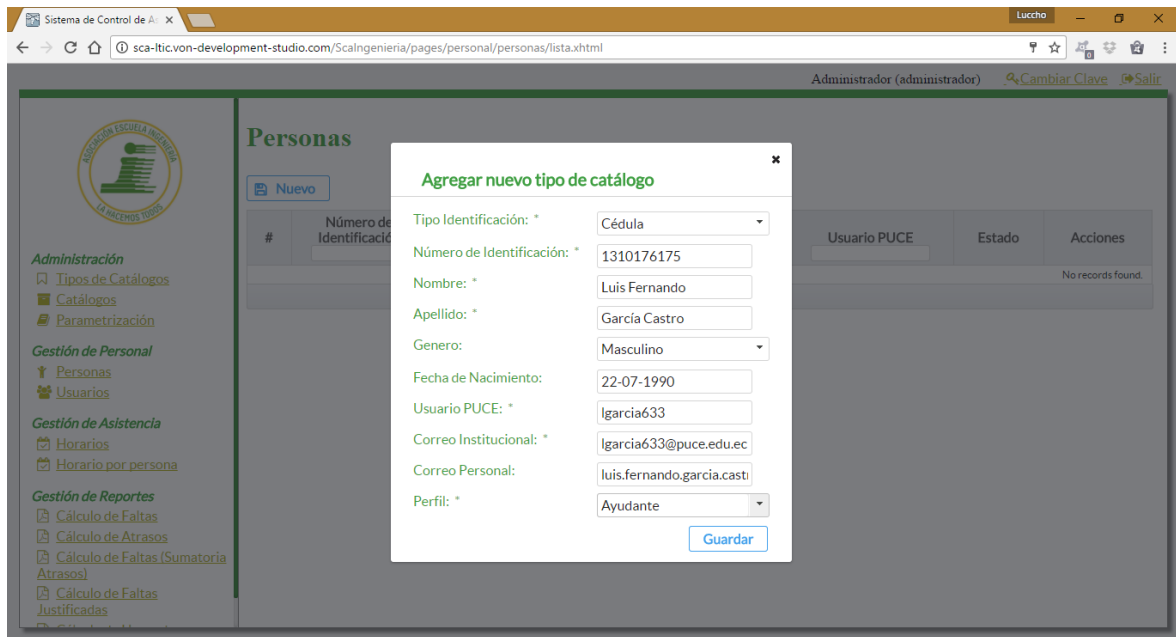 Sistema de Control de A
Luccho
sca-ltic.von-development-studio.com/ScaIngenieria/pages/personal/personas/lista.xhtml
Administrador (administrador) Cambiar Clave Salir
ASOCIACIÓN ESCUELA INGENIERIA
LA HACEMOS TODOS
Administración
Tipos de Catálogos
Catálogos
Parametrización
Gestión de Personal
Personas
Usuarios
Gestión de Asistencia
Horarios
Horario por persona
Gestión de Reportes
Cálculo de Faltas
Cálculo de Atrasos
Cálculo de Faltas (Sumatoria
Atrasos)
Cálculo de Faltas
Justificadas
Personas
Nuevo
#
Número de
Identificació
Usuario PUCE
Estado
Acciones
No records found.
Agregar nuevo tipo de catálogo
Tipo Identificación: * Cédula
Número de Identificación: * 1310176175
Nombre: * Luis Fernando
Apellido: * García Castro
Genero: Masculino
Fecha de Nacimiento: 22-07-1990
Usuario PUCE: * lgarcia633
Correo Institucional: * lgarcia633@puce.edu.ec
Correo Personal: luis.fernando.garcia.cast
Perfil: * Ayudante
Guardar